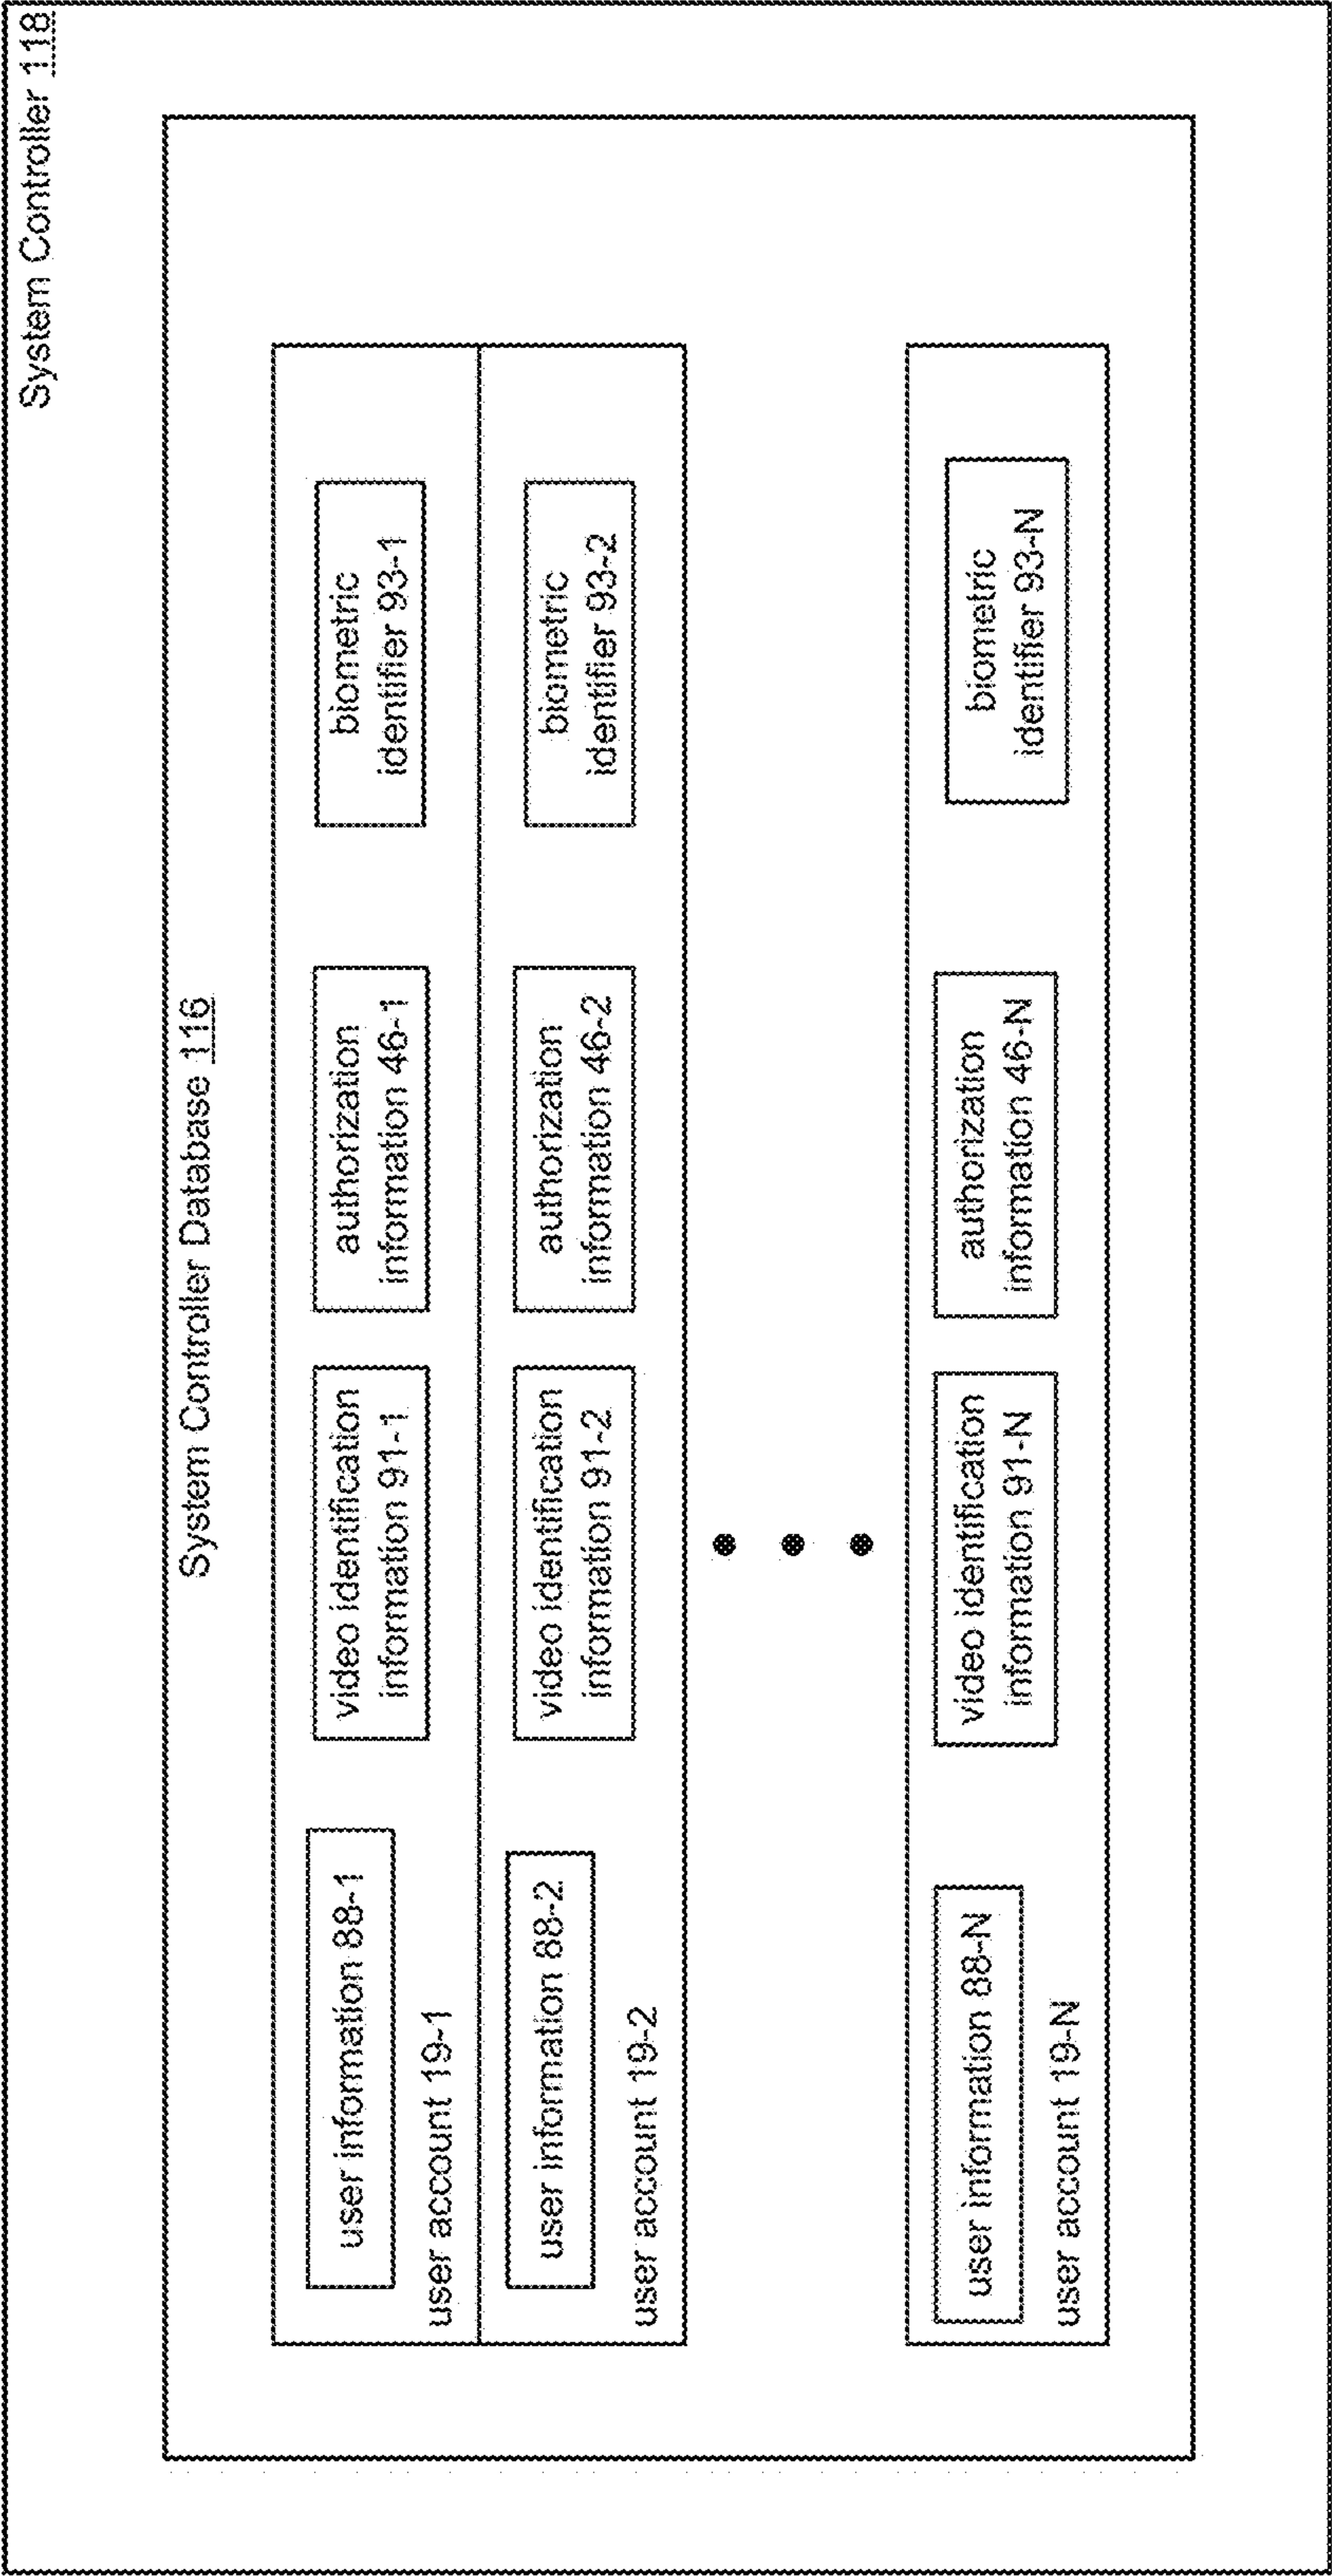 System Controller 118
System Controller Database 116
user information 88-1
video identification
information 91-1
authorization
information 46-1
biometric
identifier 93-1
user account 19-1
user information 88-2
video identification
information 91-2
authorization
information 46-2
biometric
identifier 93-2
user account 19-2
user information 88-N
video identification
information 91-N
authorization
information 46-N
biometric
identifier 93-N
user account 19-N